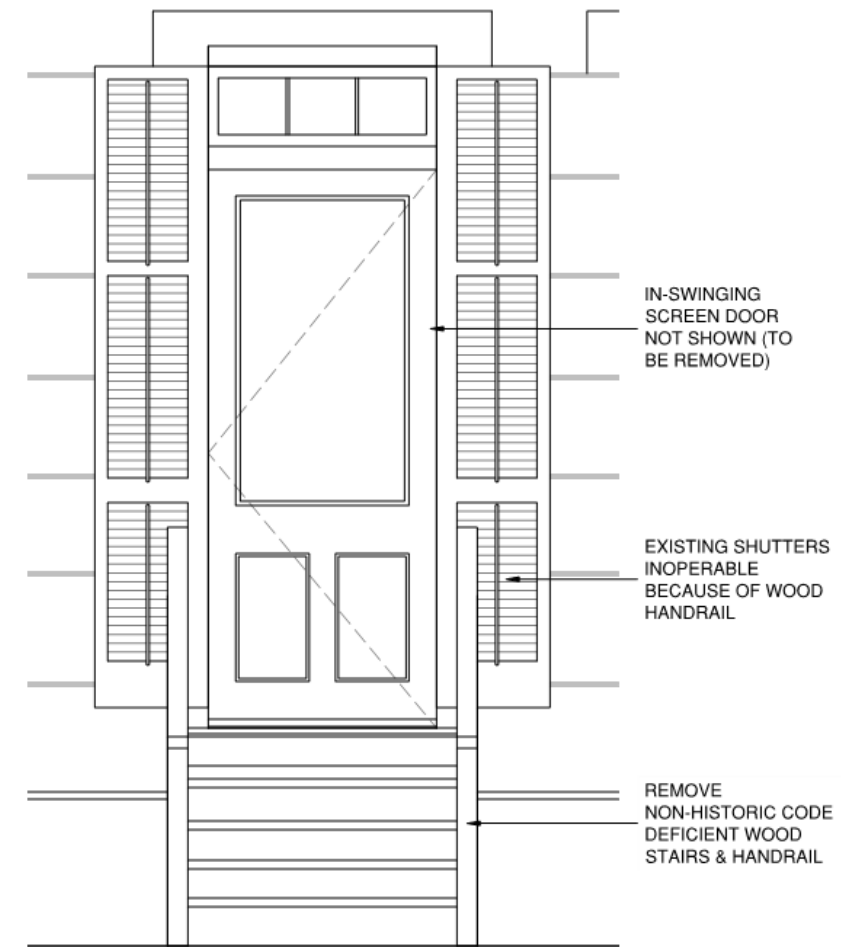 IN-SWINGING
SCREEN DOOR
NOT SHOWN (TO
BE REMOVED)
EXISTING SHUTTERS
INOPERABLE
BECAUSE OF WOOD
HANDRAIL
REMOVE
NON-HISTORIC CODE
DEFICIENT WOOD
STAIRS & HANDRAIL